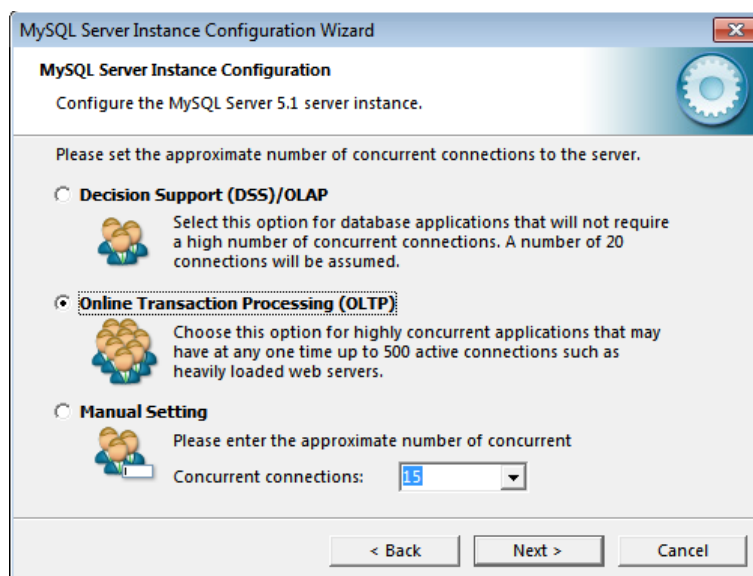 MySQL Server Instance Configuration Wizard
MySQL Server Instance Configuration
Configure the MySQL Server 5.1 server instance.
Please set the approximate number of concurrent connections to the server.
Decision Support (DSS)/OLAP
Select this option for database applications that will not require
a high number of concurrent connections. A number of 20
connections will be assumed.
Online Transaction Processing (OLTP)
Choose this option for highly concurrent applications that may
have at any one time up to 500 active connections such as
heavily loaded web servers.
Manual Setting
Please enter the approximate number of concurrent
Concurrent connections: 15
< Back Next > Cancel